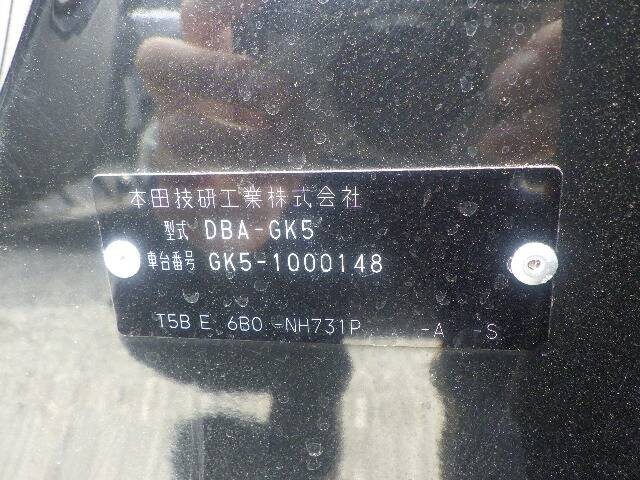 本田技研工業株式会社
型式 DBA-GK5
車台番号 GK5-1000148
T5B E 6B0 -NH731P -A -S